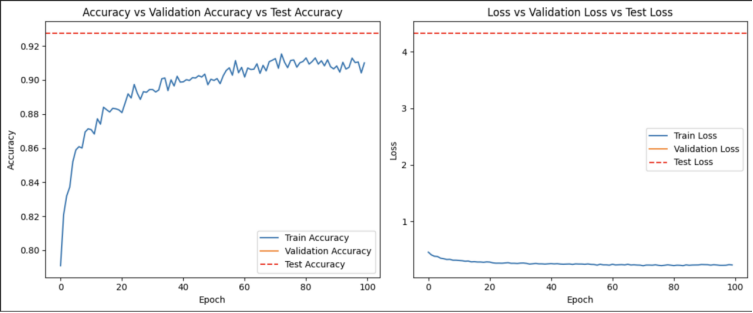 Accuracy vs Validation Accuracy vs Test Accuracy
0.92
0.90
0.88
0.86
0.84
0.82
0.80
Accuracy
Train Accuracy
Validation Accuracy
Test Accuracy
0 20 40 60 80 100
Epoch
Loss vs Validation Loss vs Test Loss
4
3
2
1
Loss
Train Loss
Validation Loss
Test Loss
0 20 40 60 80 100
Epoch